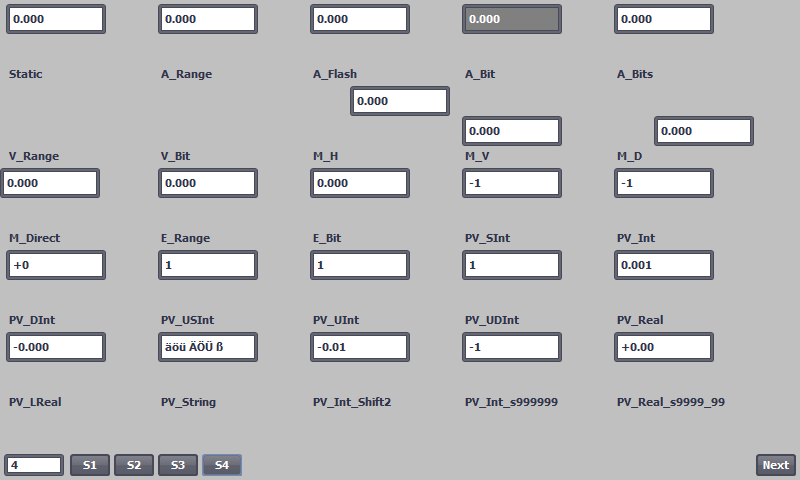 0.000 0.000 0.000 0.000 0.000
Static A_Range A_Flash A_Bit A_Bits
0.000
0.000 0.000
V_Range V_Bit M_H M_V M_D
0.000 0.000 0.000 -1 -1
M_Direct E_Range E_Bit PV_SInt PV_Int
+0 1 1 1 0.001
PV_DInt PV_USInt PV_UInt PV_UDInt PV_Real
-0.000 äöü ÄÖÜ ß -0.01 -1 +0.00
PV_LReal PV_String PV_Int_Shift2 PV_Int_s999999 PV_Real_s9999_99
4 S1 S2 S3 S4 Next